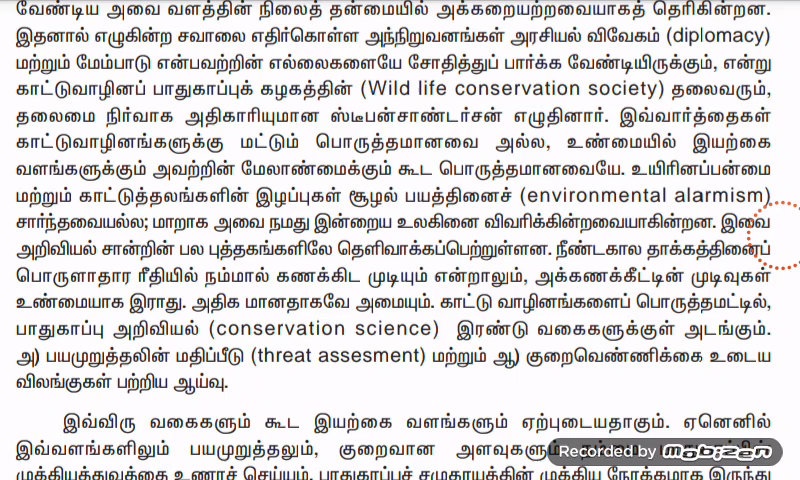 வேண்டிய அவை வளத்தின் நிலைத் தன்மையில் அக்கறையற்றவையாகத் தெரிகின்றன.
இதனால் எழுகின்ற சவாலை எதிர்கொள்ள அந்நிறுவனங்கள் அரசியல் விவேகம் (diplomacy)
மற்றும் மேம்பாடு என்பவற்றின் எல்லைகளையே சோதித்துப் பார்க்க வேண்டியிருக்கும், என்று
காட்டுவாழினப் பாதுகாப்புக் கழகத்தின் (Wild life conservation society) தலைவரும்,
தலைமை நிர்வாக அதிகாரியுமான ஸ்டீபன்சாண்டர்சன் எழுதினார். இவ்வார்த்தைகள்
காட்டுவாழினங்களுக்கு மட்டும் பொருத்தமானவை அல்ல, உண்மையில் இயற்கை
வளங்களுக்கும் அவற்றின் மேலாண்மைக்கும் கூட பொருத்தமானவையே. உயிரினப்பன்மை
மற்றும் காட்டுத்தலங்களின் இழப்புகள் சூழல் பயத்தினைச் (environmental alarmism)
சார்ந்தவையல்ல; மாறாக அவை நமது இன்றைய உலகினை விவரிக்கின்றவையாகின்றன. இவை
அறிவியல் சான்றின் பல புத்தகங்களிலே தெளிவாக்கப்பெற்றுள்ளன. நீண்டகால தாக்கத்தினைப்
பொருளாதார ரீதியில் நம்மால் கணக்கிட முடியும் என்றாலும், அக்கணக்கீட்டின் முடிவுகள்
உண்மையாக இராது. அதிக மானதாகவே அமையும். காட்டு வாழினங்களைப் பொருத்தமட்டில்,
பாதுகாப்பு அறிவியல் (conservation science) இரண்டு வகைகளுக்குள் அடங்கும்.
அ) பயமுறுத்தலின் மதிப்பீடு (threat assesment) மற்றும் ஆ) குறைவெண்ணிக்கை உடைய
விலங்குகள் பற்றிய ஆய்வு.
இவ்விரு வகைகளும் கூட இயற்கை வளங்களும் ஏற்புடையதாகும். ஏனெனில்
இவ்வளங்களிலும் பயமுறுத்தலும், குறைவான அளவுகளும்
முக்கியத்துவத்தை உணரச் செய்யும். பாதுகாப்புச் சமுதாயத்தின் முக்கிய நோக்கமாக இருந்து
Recorded by Mobizen